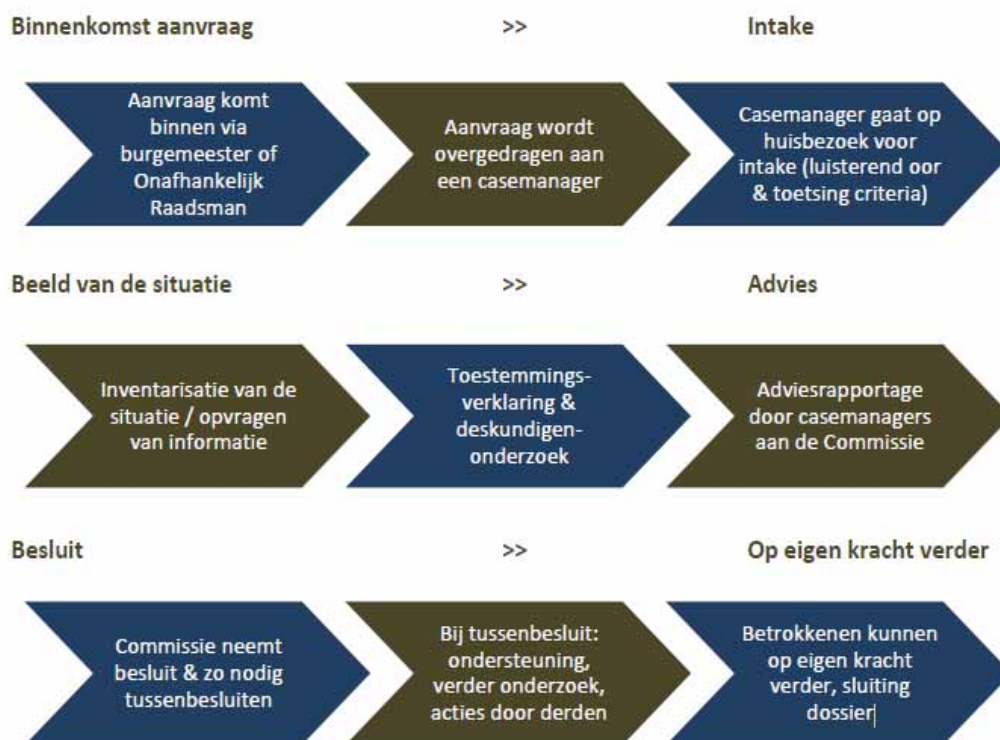 Binnenkomst aanvraag >> Intake
Aanvraag komt
binnen via
burgemeester of
Onafhankelijk
Raadsman
Aanvraag wordt
overgedragen aan
een casemanager
Casemanager gaat op
huisbezoek voor
intake (luisterend oor
& toetsing criteria)
Beeld van de situatie >> Advies
Inventarisatie van de
situatie / opvragen
van informatie
Toestemmings-
verklaring &
deskundigen-
onderzoek
Adviesrapportage
door casemanagers
aan de Commissie
Besluit >> Op eigen kracht verder
Commissie neemt
besluit & zo nodig
tussenbesluiten
Bij tussenbesluit:
ondersteuning,
verder onderzoek,
acties door derden
Betrokkenen kunnen
op eigen kracht
verder, sluiting
dossier